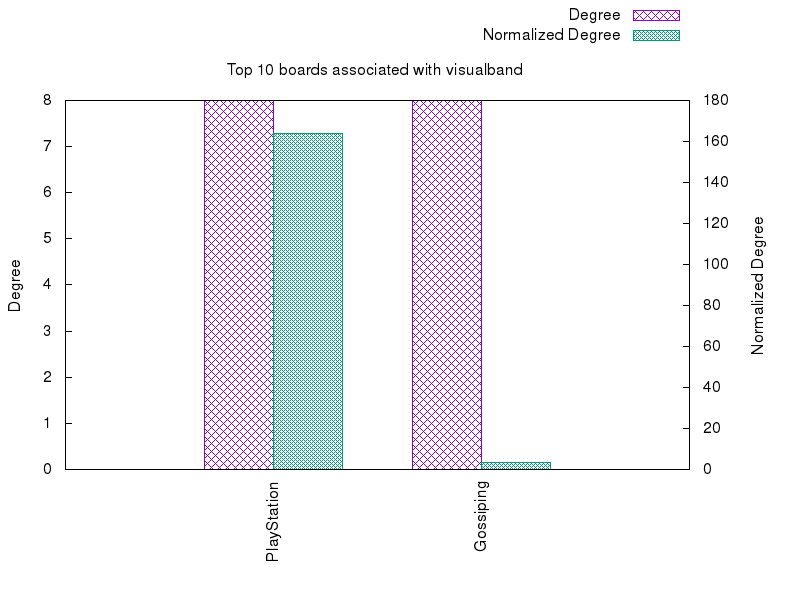 Degree
Normalized Degree
Top 10 boards associated with visualband
8
7
6
5
4
3
2
1
0
180
160
140
120
100
80
60
40
20
0
Degree
Normalized Degree
PlayStation
Gossiping